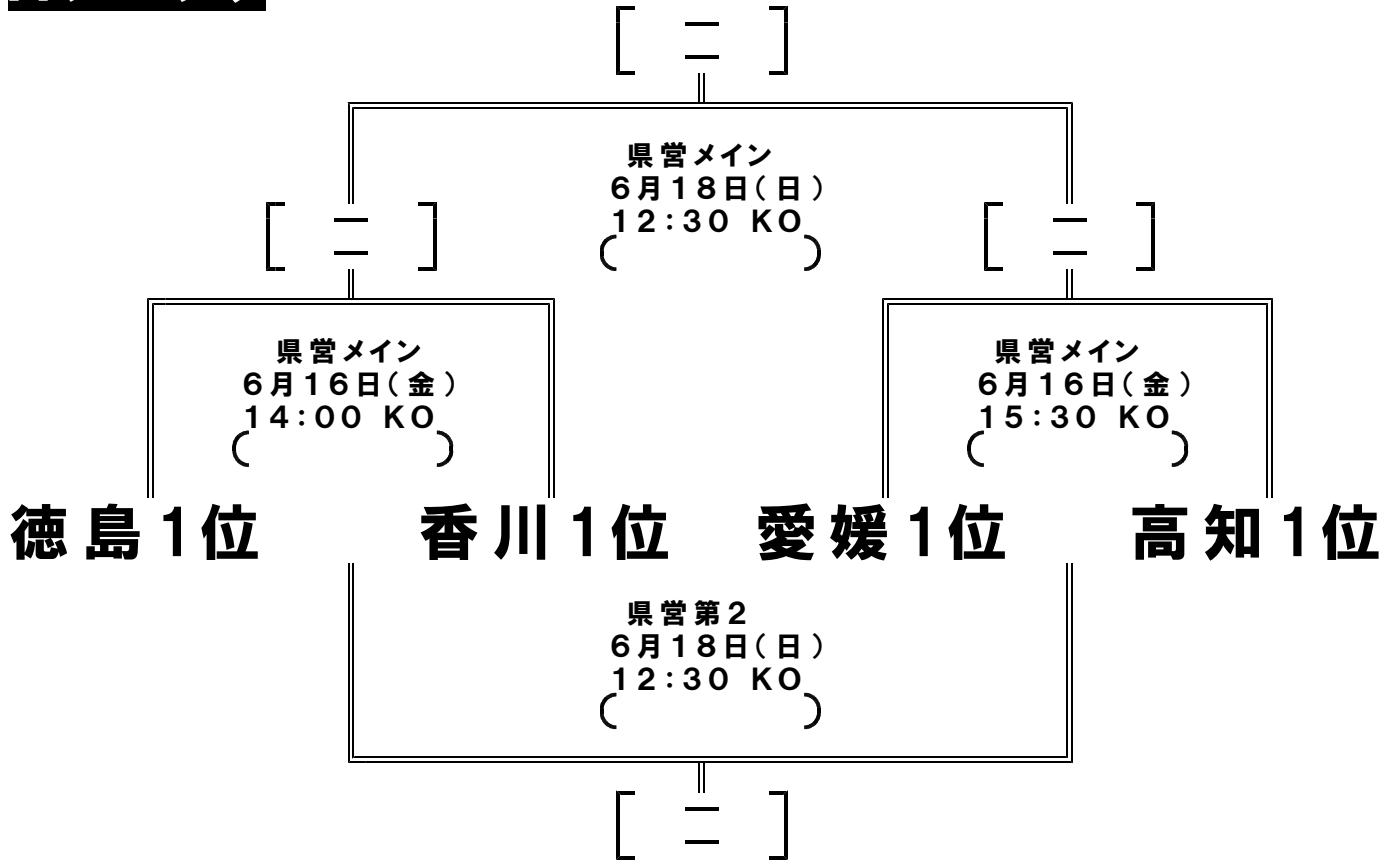 県営メイン
6月18日(日)
12:30 KO
(　　　)
県営メイン
6月16日(金)
14:00 KO
(　　　)
県営メイン
6月16日(金)
15:30 KO
(　　　)
徳島1位 香川1位 愛媛1位 高知1位
県営第2
6月18日(日)
12:30 KO
(　　　)